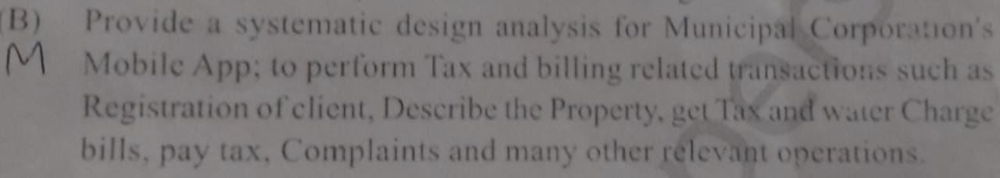 (B) Provide a systematic design analysis for Municipal Corporation's
M Mobile App; to perform Tax and billing related transactions such as
Registration of client, Describe the Property, get Tax and water Charge
bills, pay tax, Complaints and many other relevant operations.